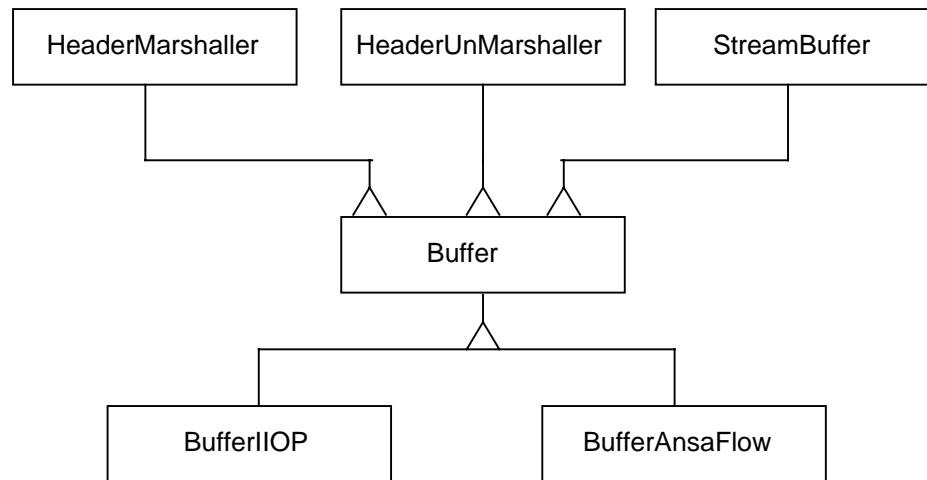 HeaderMarshaller
HeaderUnMarshaller
StreamBuffer
Buffer
BufferIIOP
BufferAnsaFlow